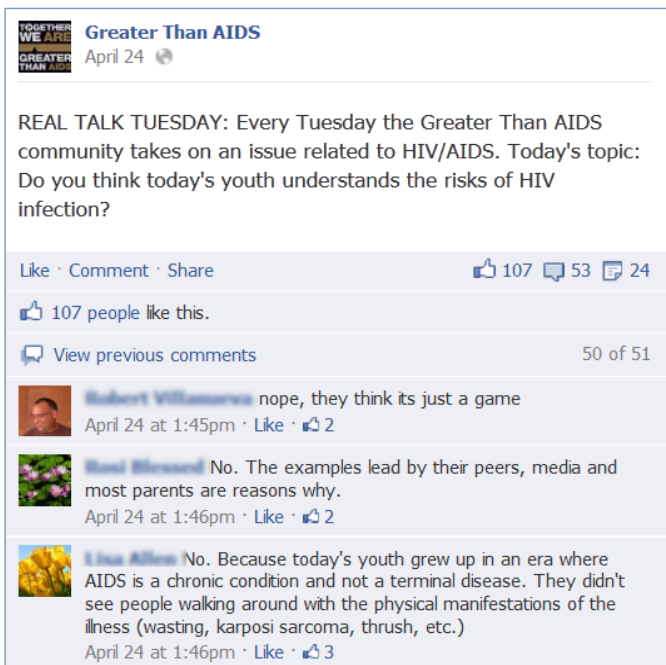 TOGETHER
WE ARE
GREATER
THAN AIDS
Greater Than AIDS
April 24
REAL TALK TUESDAY: Every Tuesday the Greater Than AIDS
community takes on an issue related to HIV/AIDS. Today's topic:
Do you think today's youth understands the risks of HIV
infection?
Like · Comment · Share 107 53 24
107 people like this.
View previous comments 50 of 51
nope, they think its just a game
April 24 at 1:45pm · Like · 2
No. The examples lead by their peers, media and
most parents are reasons why.
April 24 at 1:46pm · Like · 2
No. Because today's youth grew up in an era where
AIDS is a chronic condition and not a terminal disease. They didn't
see people walking around with the physical manifestations of the
illness (wasting, karposi sarcoma, thrush, etc.)
April 24 at 1:46pm · Like · 3